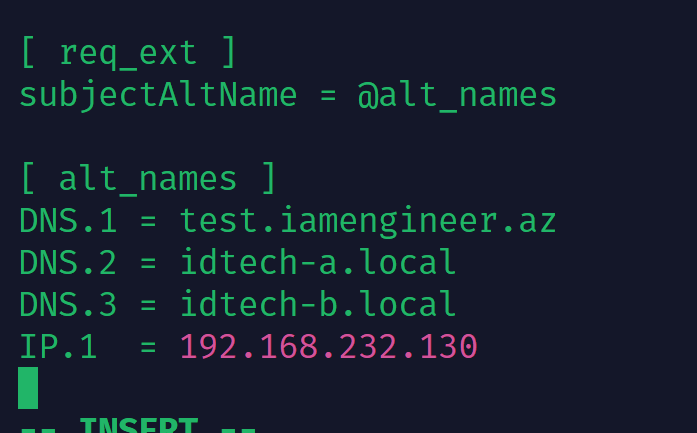 [ req_ext ]
subjectAltName = @alt_names
[ alt_names ]
DNS.1 = test.iamengineer.az
DNS.2 = idtech-a.local
DNS.3 = idtech-b.local
IP.1  = 192.168.232.130
-- INSERT --